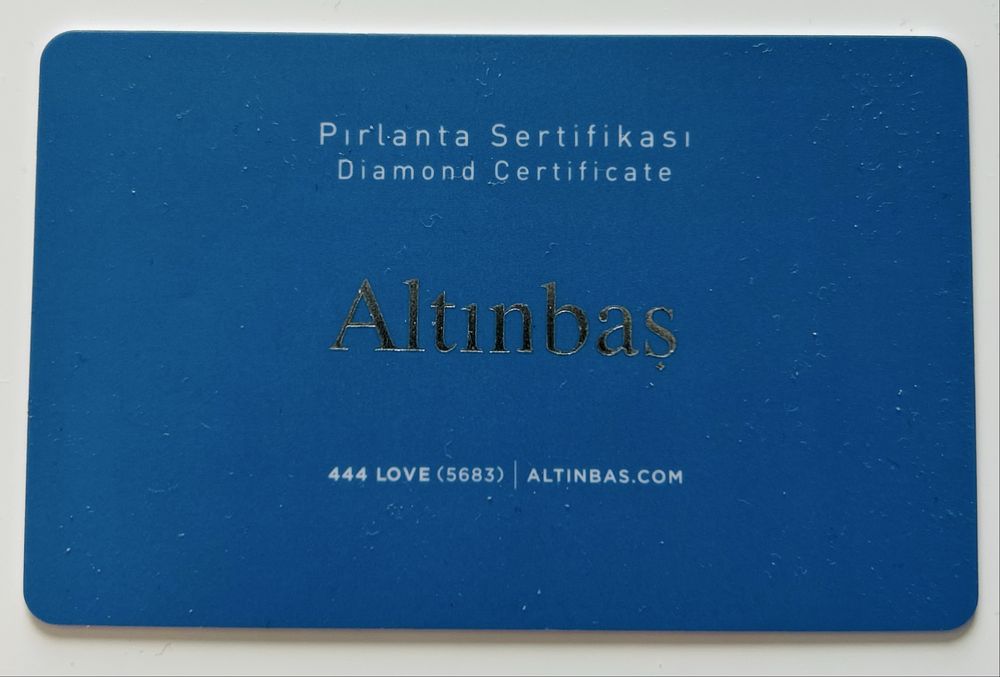 Pırlanta Sertifikası
Diamond Certificate
Altınbaş
444 LOVE (5683) | ALTINBAS.COM